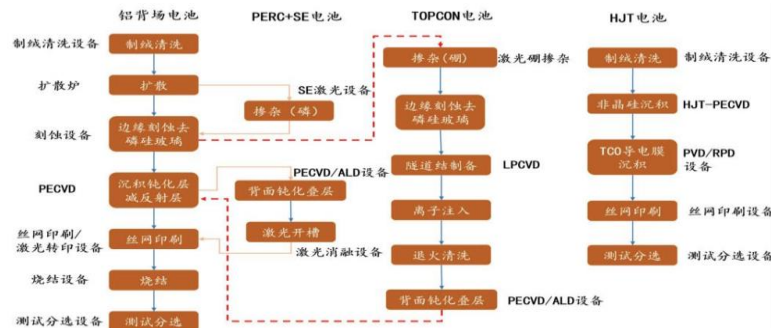 铝背场电池
PERC+SE电池
TOPCON电池
HJT电池
制绒清洗设备
制绒清洗
扩散炉
扩散
SE激光设备
掺杂（磷）
刻蚀设备
边缘刻蚀去
磷硅玻璃
PECVD
沉积钝化层
减反射层
PECVD/ALD设备
背面钝化叠层
激光开槽
激光消融设备
丝网印刷/
激光转印设备
丝网印刷
烧结设备
烧结
测试分选设备
测试分选
掺杂(硼)
激光硼掺杂
边缘刻蚀去
磷硅玻璃
隧道结制备
LPCVD
离子注入
退火清洗
背面钝化叠层
PECVD/ALD设备
制绒清洗
制绒清洗设备
非晶硅沉积
HJT-PECVD
TCO导电膜
沉积
PVD/RPD
设备
丝网印刷
丝网印刷设备
测试分选
测试分选设备